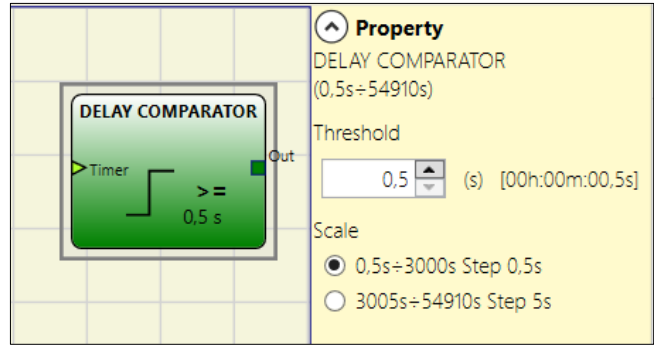 DELAY COMPARATOR
Timer
Out
>=
0,5 s
Property
DELAY COMPARATOR
(0,5s÷54910s)
Threshold
0,5 (s) [00h:00m:00,5s]
Scale
0,5s÷3000s Step 0,5s
3005s÷54910s Step 5s